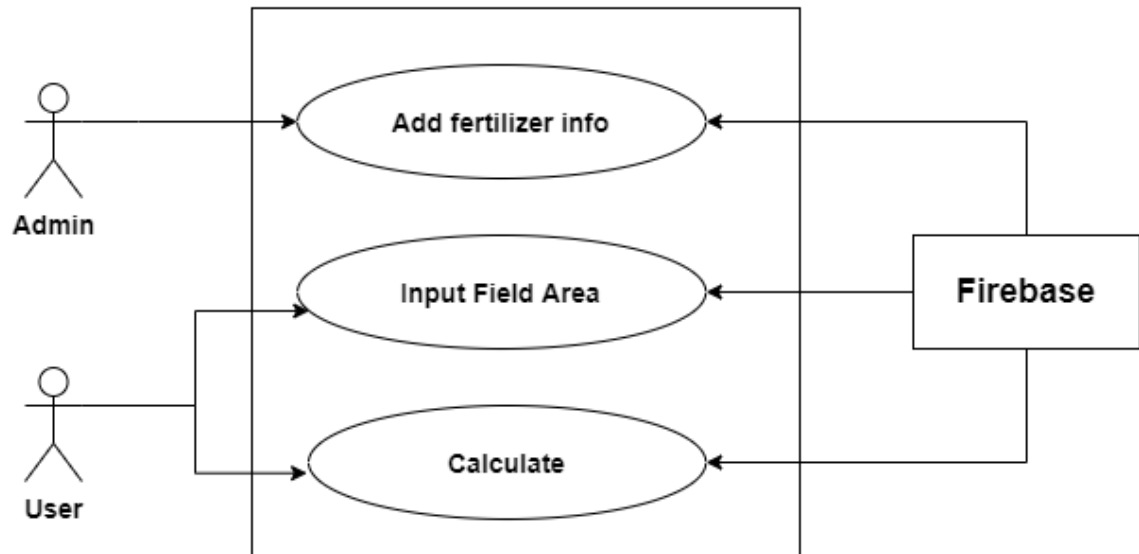 Add fertilizer info
Admin
Input Field Area
Firebase
Calculate
User